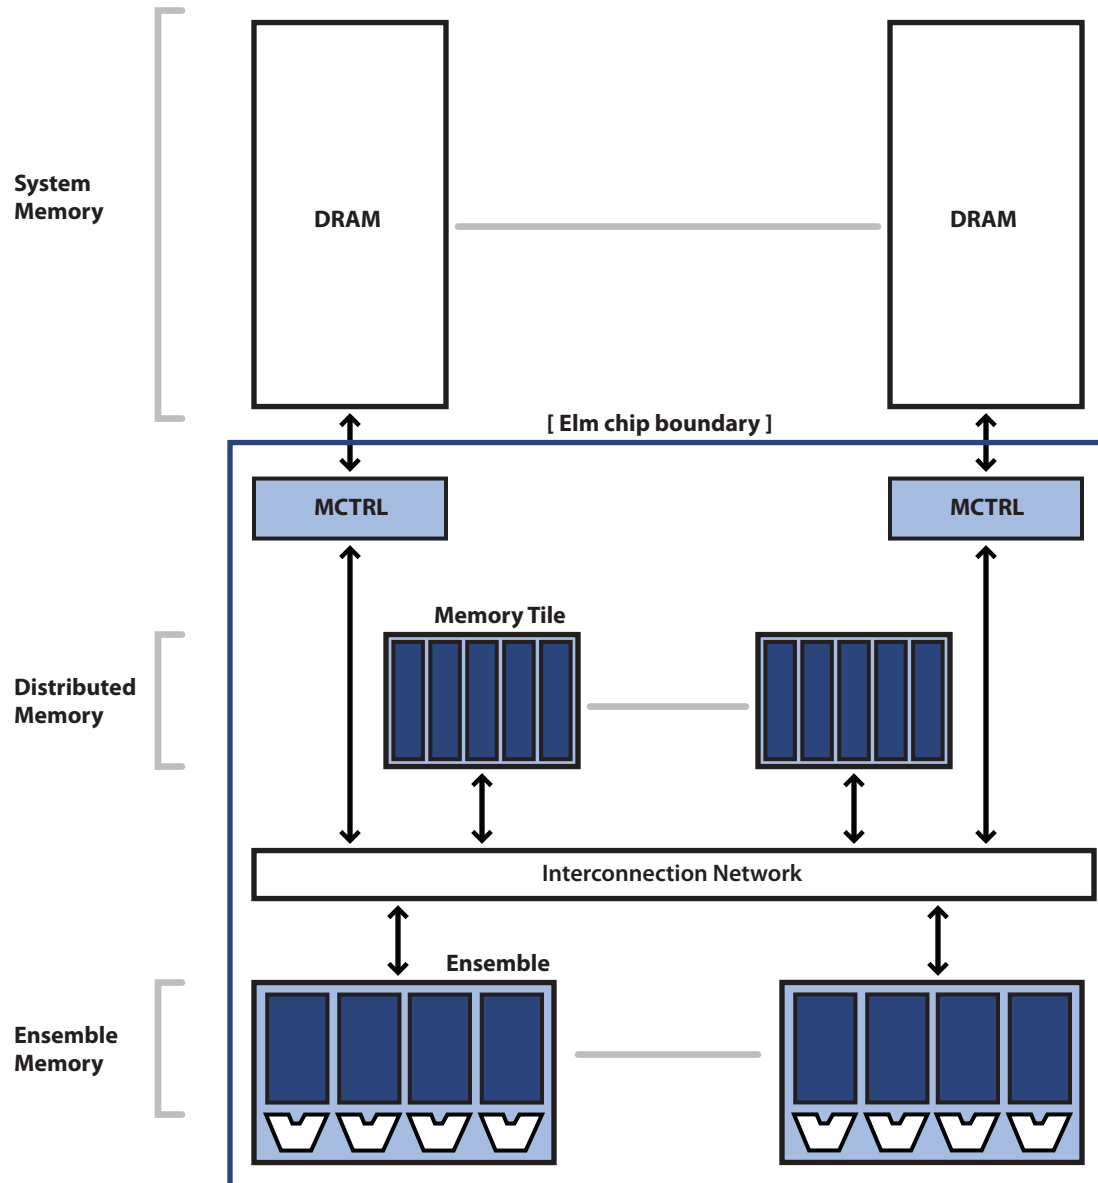 System
Memory
DRAM
DRAM
[ Elm chip boundary ]
MCTRL
MCTRL
Memory Tile
Distributed
Memory
Interconnection Network
Ensemble
Ensemble
Memory